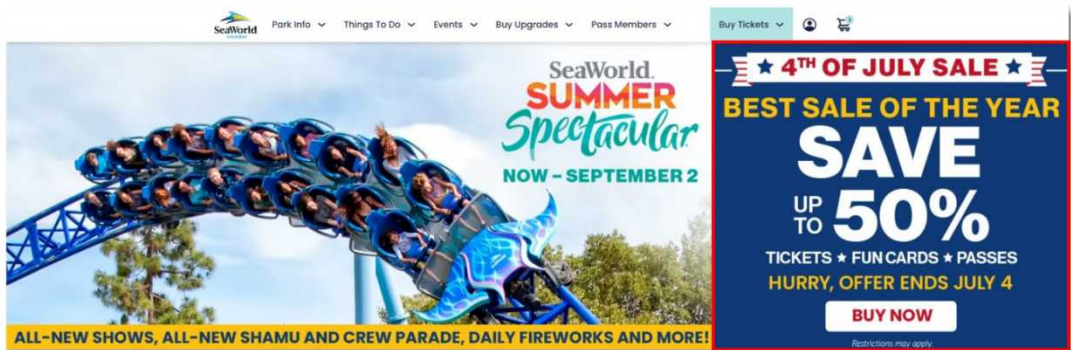 SeaWorld
Park Info
Things To Do
Events
Buy Upgrades
Pass Members
Buy Tickets
SeaWorld.
SUMMER
Spectacular
NOW – SEPTEMBER 2
ALL-NEW SHOWS, ALL-NEW SHAMU AND CREW PARADE, DAILY FIREWORKS AND MORE!
★ 4TH OF JULY SALE ★
BEST SALE OF THE YEAR
SAVE
UP TO 50%
TICKETS ★ FUN CARDS ★ PASSES
HURRY, OFFER ENDS JULY 4
BUY NOW
Restrictions may apply.